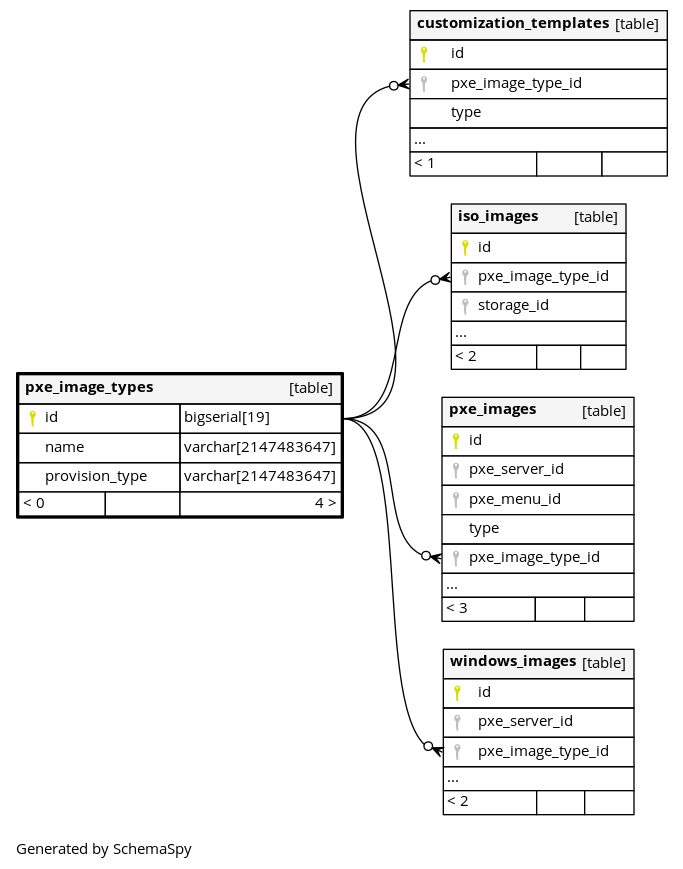 customization_templates [table]
id
pxe_image_type_id
type
...
< 1
iso_images [table]
id
pxe_image_type_id
storage_id
...
< 2
pxe_image_types [table]
id bigserial[19]
name varchar[2147483647]
provision_type varchar[2147483647]
< 0 4 >
pxe_images [table]
id
pxe_server_id
pxe_menu_id
type
pxe_image_type_id
...
< 3
windows_images [table]
id
pxe_server_id
pxe_image_type_id
...
< 2
Generated by SchemaSpy